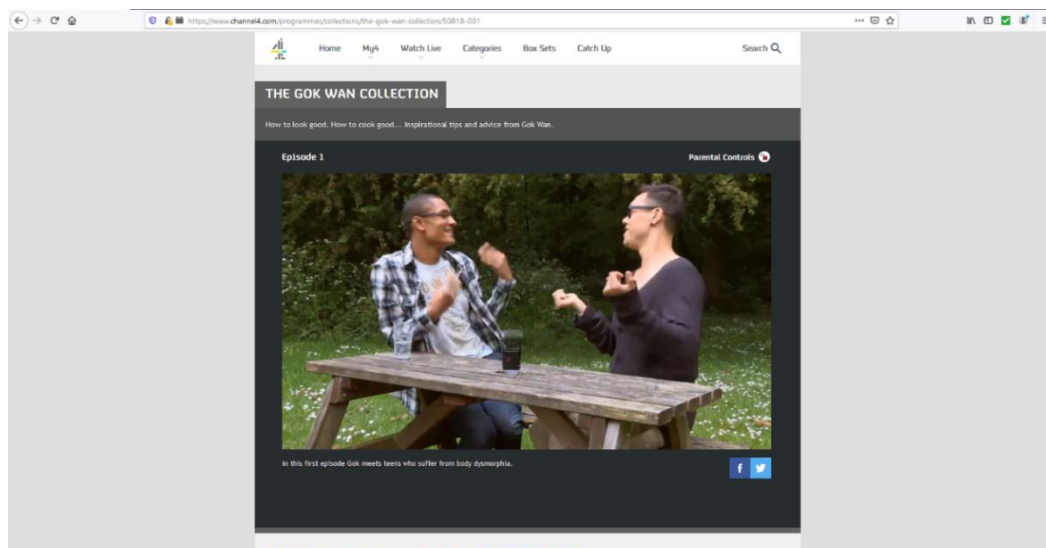 https://www.channel4.com/programmes/collections/the-gok-wan-collection/50818-001
4 Home My4 Watch Live Categories Box Sets Catch Up Search
THE GOK WAN COLLECTION
How to look good. How to cook good... Inspirational tips and advice from Gok Wan.
Episode 1 Parental Controls
In this first episode Gok meets teens who suffer from body dysmorphia.
f